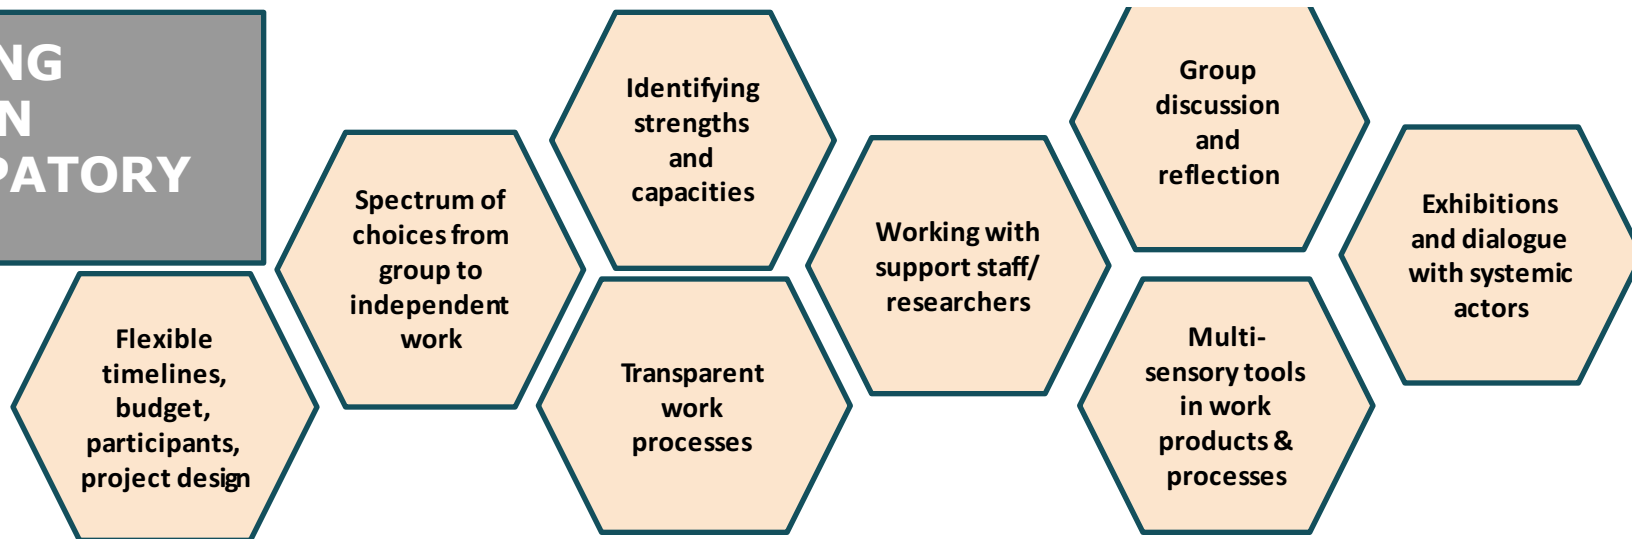 NG
N
PATORY
Flexible
timelines,
budget,
participants,
project design
Spectrum of
choices from
group to
independent
work
Identifying
strengths
and
capacities
Transparent
work
processes
Working with
support staff/
researchers
Group
discussion
and
reflection
Multi-
sensory tools
in work
products &
processes
Exhibitions
and dialogue
with systemic
actors